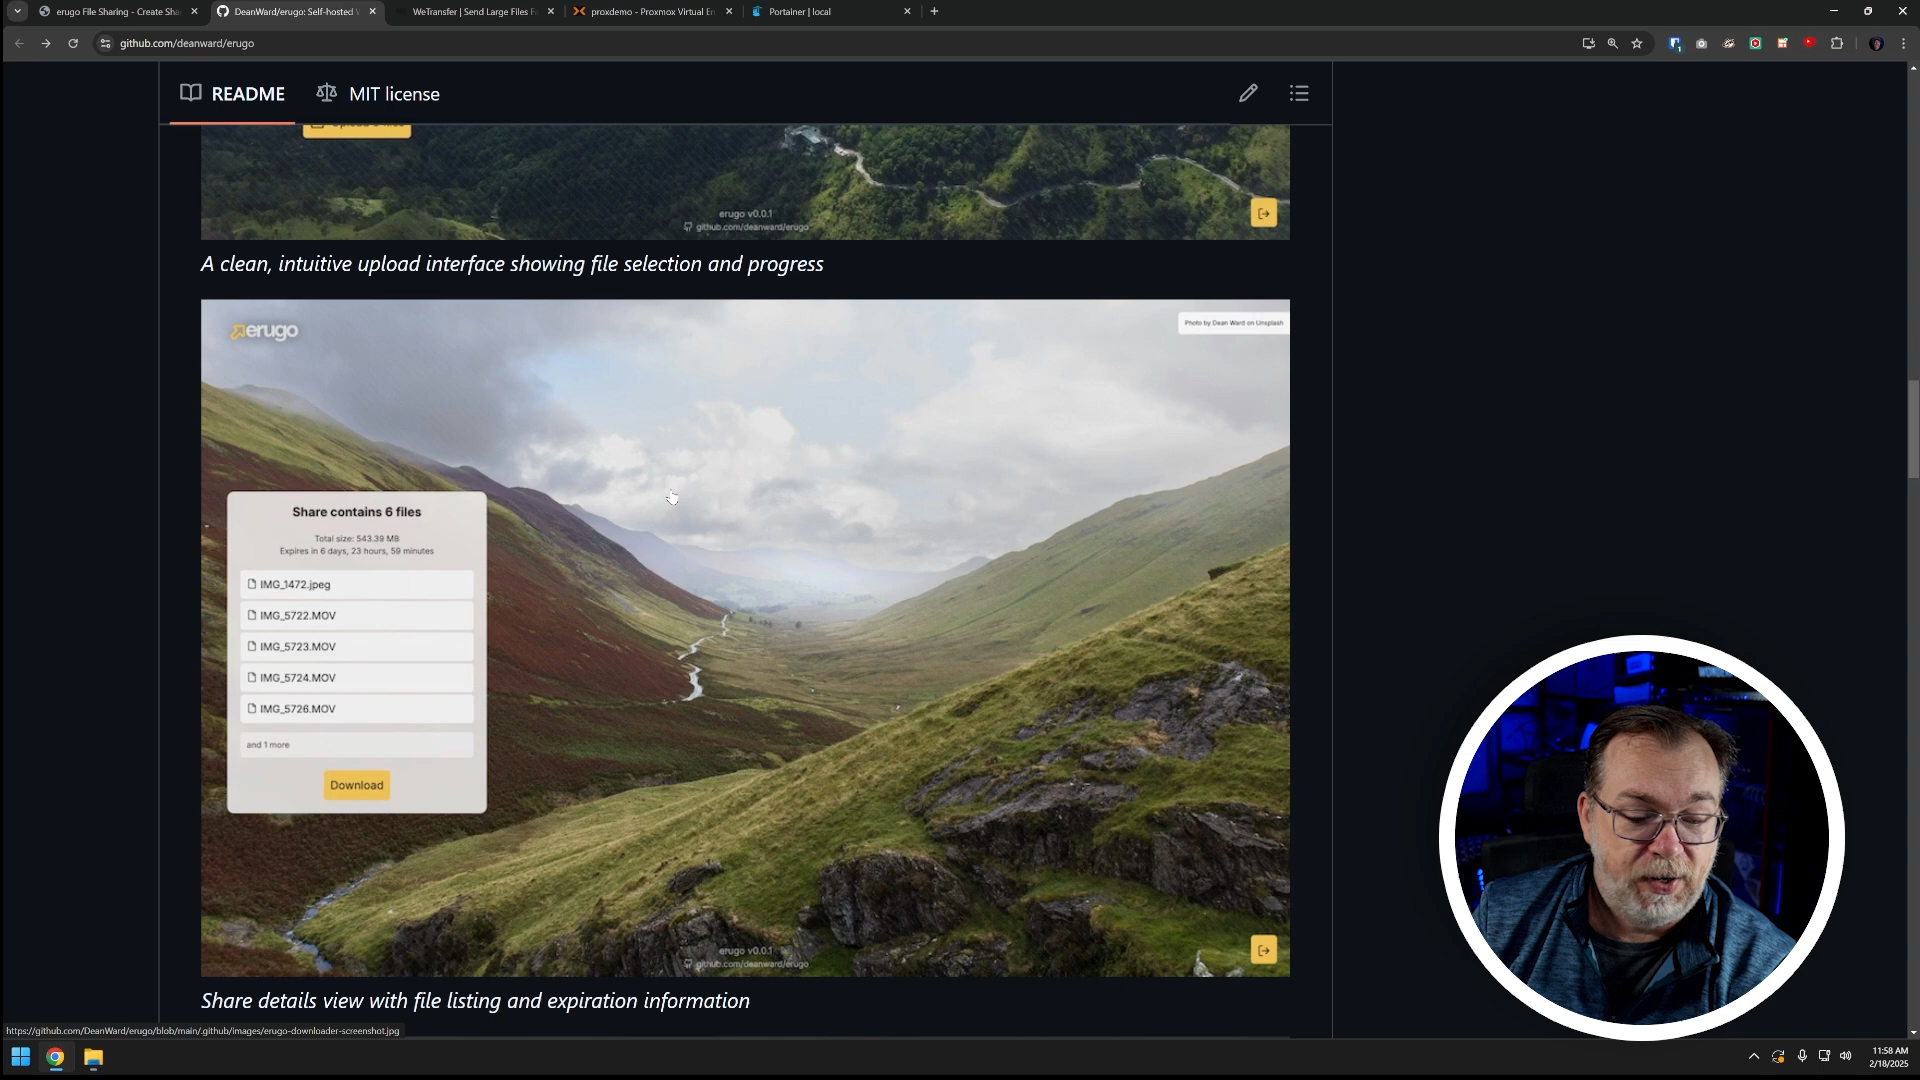 erugo File Sharing - Create Sha
DeanWard/erugo: Self-hosted
WeTransfer | Send Large Files F
proxdemo - Proxmox Virtual En
Portainer | local
github.com/deanward/erugo
README
MIT license
erugo v0.0.1
github.com/deanward/erugo
A clean, intuitive upload interface showing file selection and progress
erugo
Photo by Dean Ward on Unsplash
Share contains 6 files
Total size: 543.39 MB
Expires in 6 days, 23 hours, 59 minutes
IMG_1472.jpeg
IMG_5722.MOV
IMG_5723.MOV
IMG_5724.MOV
IMG_5726.MOV
and 1 more
Download
erugo v0.0.1
github.com/deanward/erugo
Share details view with file listing and expiration information
https://github.com/DeanWard/erugo/blob/main/.github/images/erugo-downloader-screenshot.jpg
11:58 AM
2/18/2025